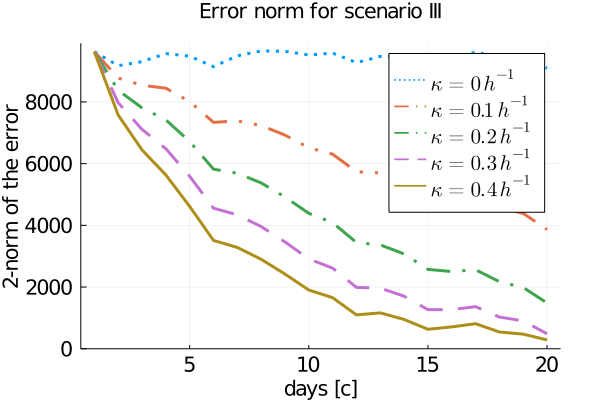 Error norm for scenario III
2-norm of the error
8000
6000
4000
2000
0
5
10
15
20
days [c]
κ = 0 h⁻¹
κ = 0.1 h⁻¹
κ = 0.2 h⁻¹
κ = 0.3 h⁻¹
κ = 0.4 h⁻¹